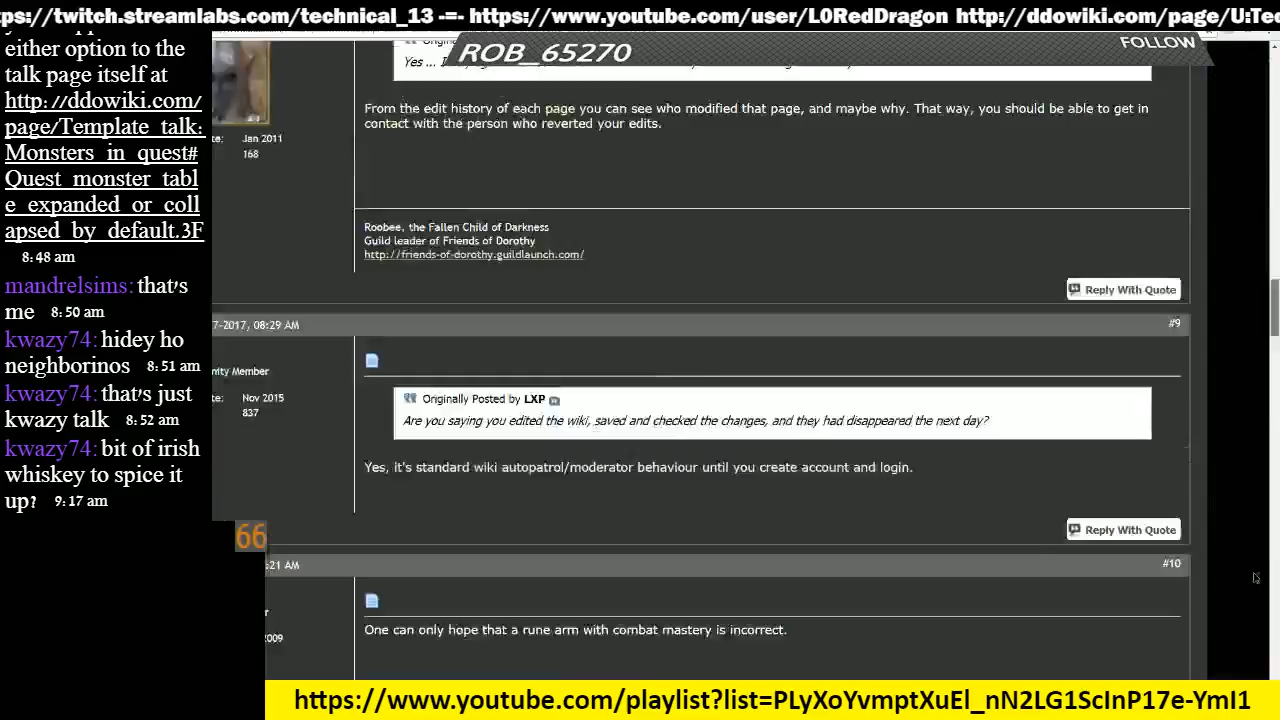 ps://twitch.streamlabs.com/technical_13 -=- https://www.youtube.com/user/L0RedDragon http://ddowiki.com/page/U:Tec
either option to the
talk page itself at
http://ddowiki.com/
page/Template_talk:
Monsters_in_quest#
Quest_monster_tabl
e_expanded_or_coll
apsed_by_default.3F
8:48 am
mandrelsims: that's
me 8:50 am
kwazy74: hidey ho
neighborinos 8:51 am
kwazy74: that's just
kwazy talk 8:52 am
kwazy74: bit of irish
whiskey to spice it
up? 9:17 am
ROB_65270
FOLLOW
Yes ...
From the edit history of each page you can see who modified that page, and maybe why. That way, you should be able to get in
contact with the person who reverted your edits.
te: Jan 2011
168
Roobee, the Fallen Child of Darkness
Guild leader of Friends of Dorothy
http://friends-of-dorothy.guildlaunch.com/
Reply With Quote
7-2017, 08:29 AM #9
nity Member
te: Nov 2015
837
Originally Posted by LXP
Are you saying you edited the wiki, saved and checked the changes, and they had disappeared the next day?
Yes, it's standard wiki autopatrol/moderator behaviour until you create account and login.
Reply With Quote
66
:21 AM #10
r
2009
One can only hope that a rune arm with combat mastery is incorrect.
https://www.youtube.com/playlist?list=PLyXoYvmptXuEl_nN2LG1ScInP17e-YmI1